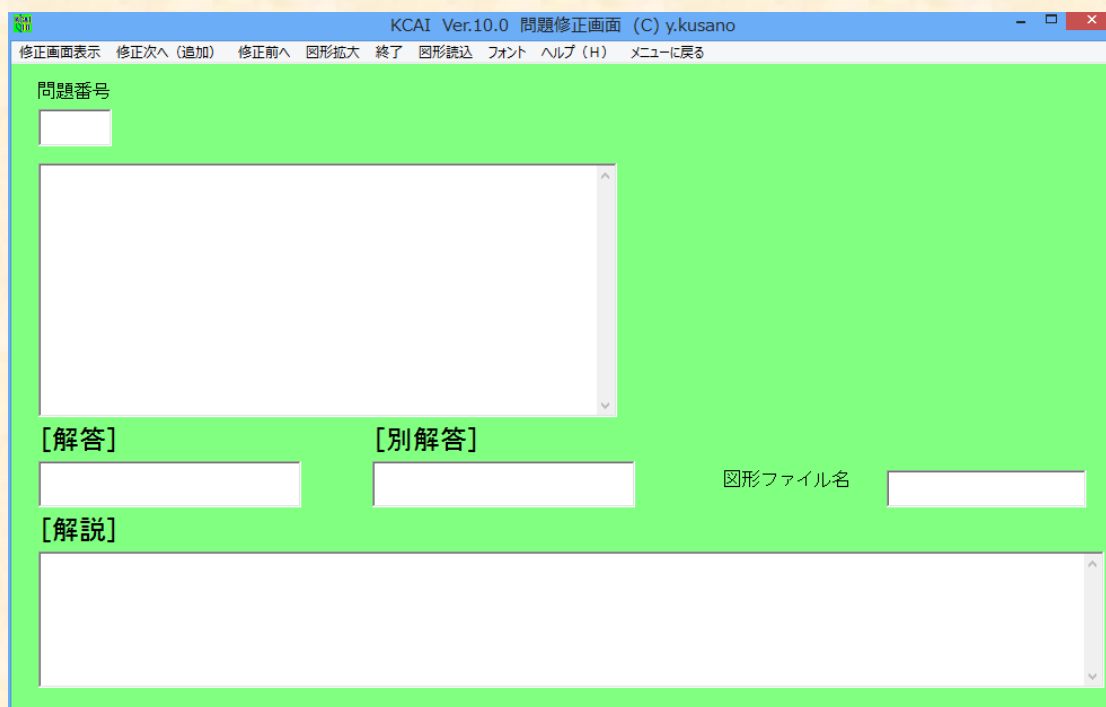 KCAI Ver.10.0 問題修正画面 (C) y.kusano
修正画面表示 修正次へ（追加） 修正前へ 図形拡大 終了 図形読込 フォント ヘルプ（H） メニューに戻る
問題番号
[解答] [別解答]
図形ファイル名
[解説]